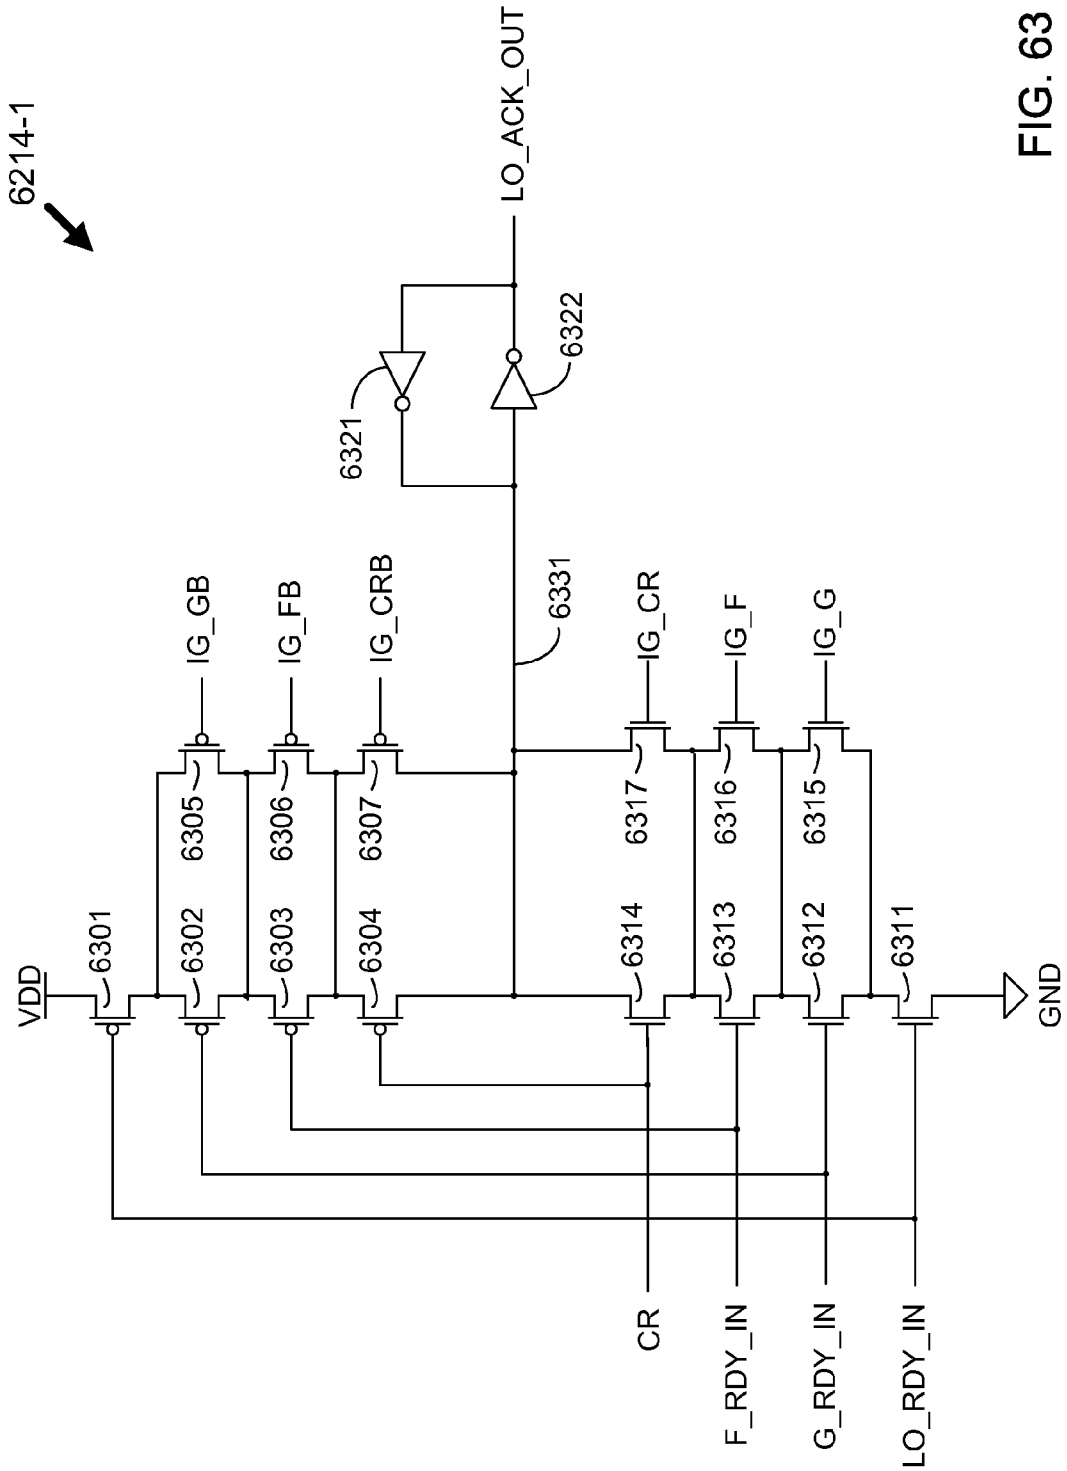 6214-1
VDD
6301
6302
6303
6304
6305
6306
6307
IG_GB
IG_FB
IG_CRB
6321
6322
LO_ACK_OUT
6331
6314
6313
6312
6311
6317
6316
6315
IG_CR
IG_F
IG_G
CR
F_RDY_IN
G_RDY_IN
LO_RDY_IN
GND
FIG. 63